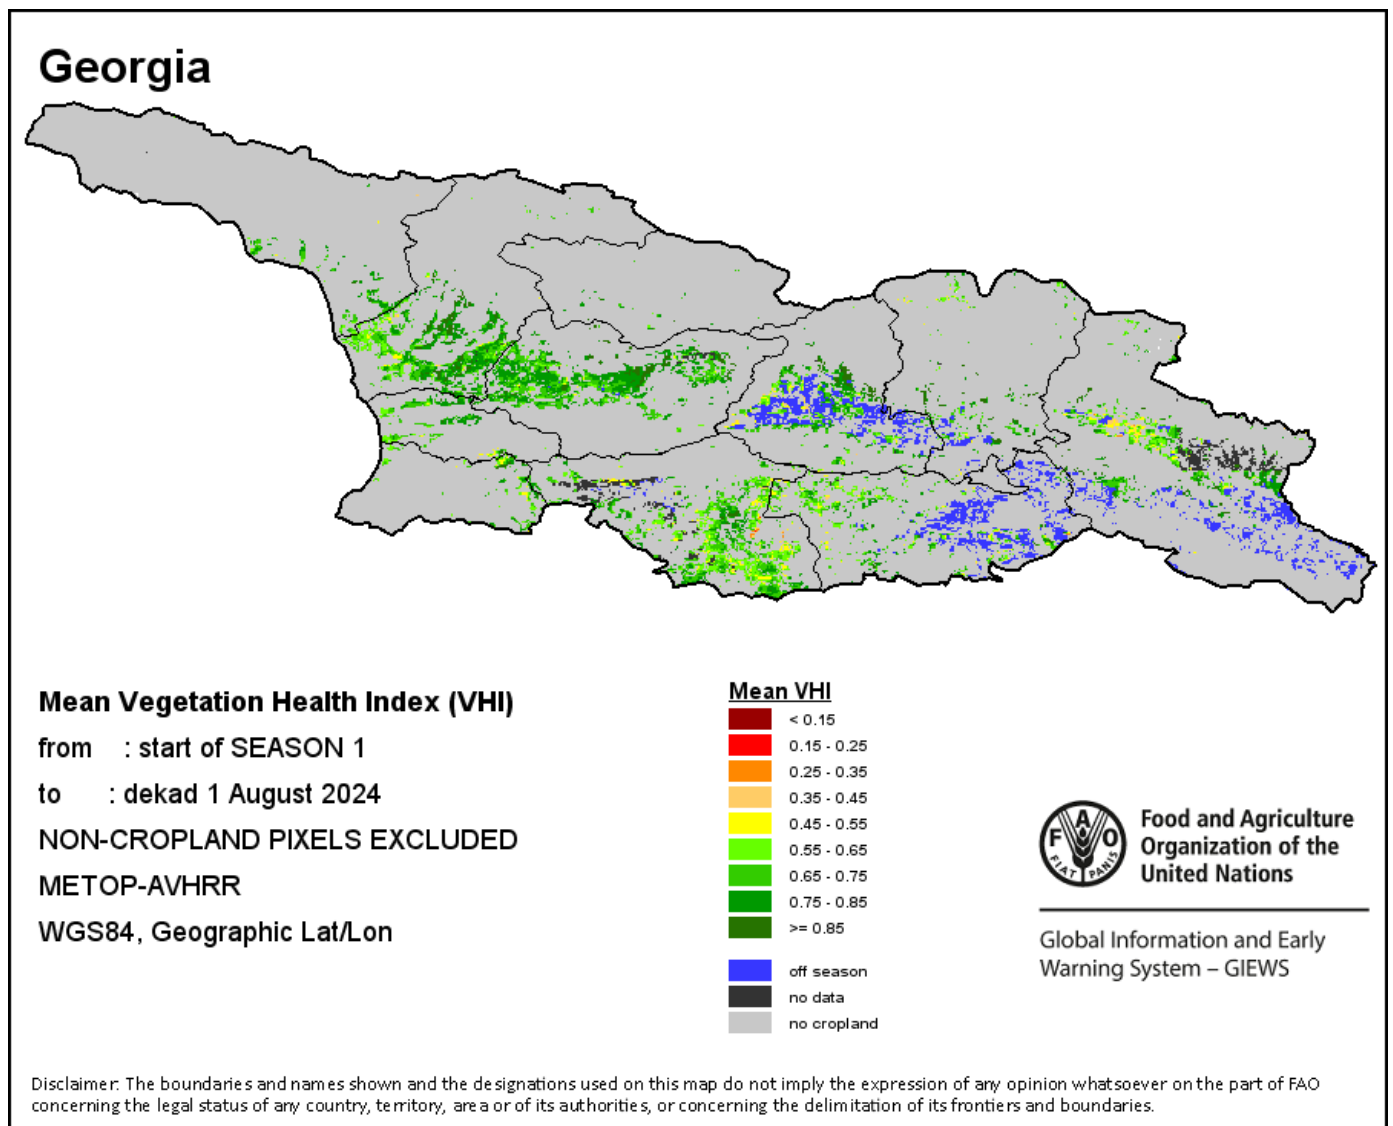 Georgia
Mean Vegetation Health Index (VHI)
from : start of SEASON 1
to : dekad 1 August 2024
NON-CROPLAND PIXELS EXCLUDED
METOP-AVHRR
WGS84, Geographic Lat/Lon
Mean VHI
< 0.15
0.15 - 0.25
0.25 - 0.35
0.35 - 0.45
0.45 - 0.55
0.55 - 0.65
0.65 - 0.75
0.75 - 0.85
>= 0.85
off season
no data
no cropland
F A O
FIAT PANIS
Food and Agriculture
Organization of the
United Nations
Global Information and Early
Warning System – GIEWS
Disclaimer: The boundaries and names shown and the designations used on this map do not imply the expression of any opinion whatsoever on the part of FAO
concerning the legal status of any country, territory, area or of its authorities, or concerning the delimitation of its frontiers and boundaries.